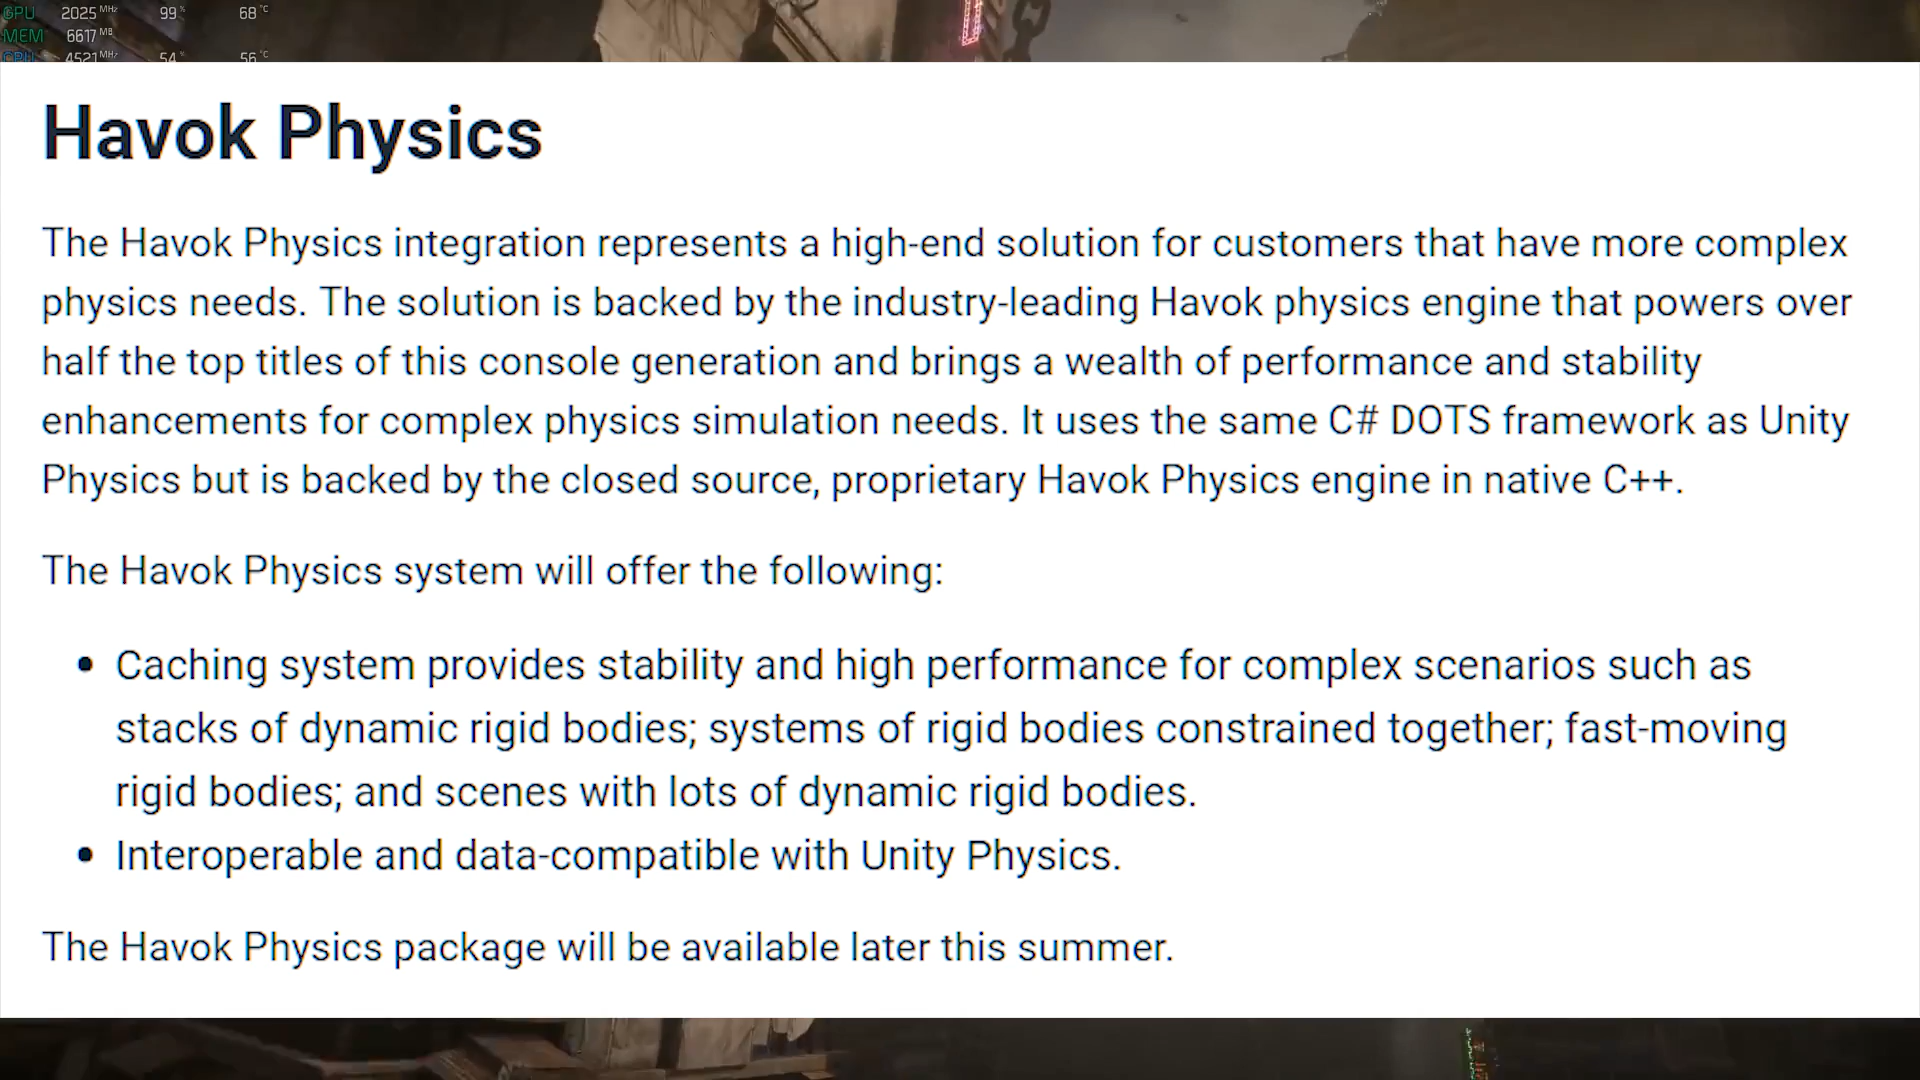 GPU 2025 MHz 99 % 68 °C
MEM 6617 MB
CPU 4521 MHz 54 % 56 °C
Havok Physics
The Havok Physics integration represents a high-end solution for customers that have more complex
physics needs. The solution is backed by the industry-leading Havok physics engine that powers over
half the top titles of this console generation and brings a wealth of performance and stability
enhancements for complex physics simulation needs. It uses the same C# DOTS framework as Unity
Physics but is backed by the closed source, proprietary Havok Physics engine in native C++.
The Havok Physics system will offer the following:
• Caching system provides stability and high performance for complex scenarios such as
stacks of dynamic rigid bodies; systems of rigid bodies constrained together; fast-moving
rigid bodies; and scenes with lots of dynamic rigid bodies.
• Interoperable and data-compatible with Unity Physics.
The Havok Physics package will be available later this summer.